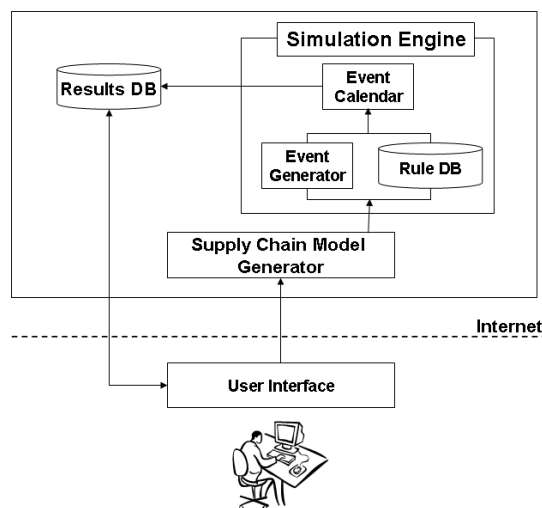 Simulation Engine
Results DB
Event
Calendar
Event
Generator
Rule DB
Supply Chain Model
Generator
Internet
User Interface